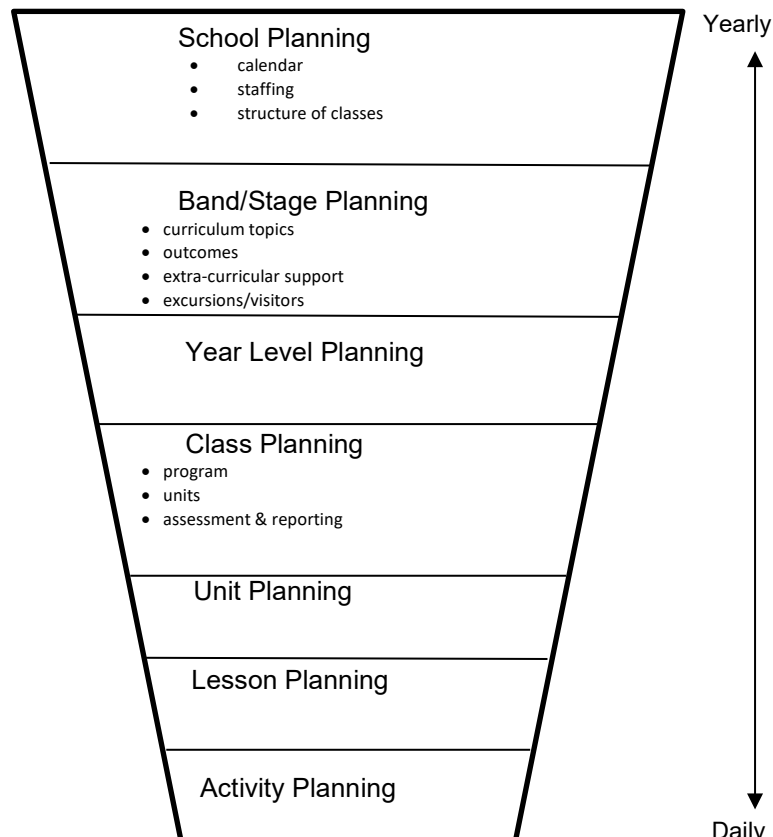 Yearly
School Planning
• calendar
• staffing
• structure of classes
Band/Stage Planning
• curriculum topics
• outcomes
• extra-curricular support
• excursions/visitors
Year Level Planning
Class Planning
• program
• units
• assessment & reporting
Unit Planning
Lesson Planning
Activity Planning
Daily